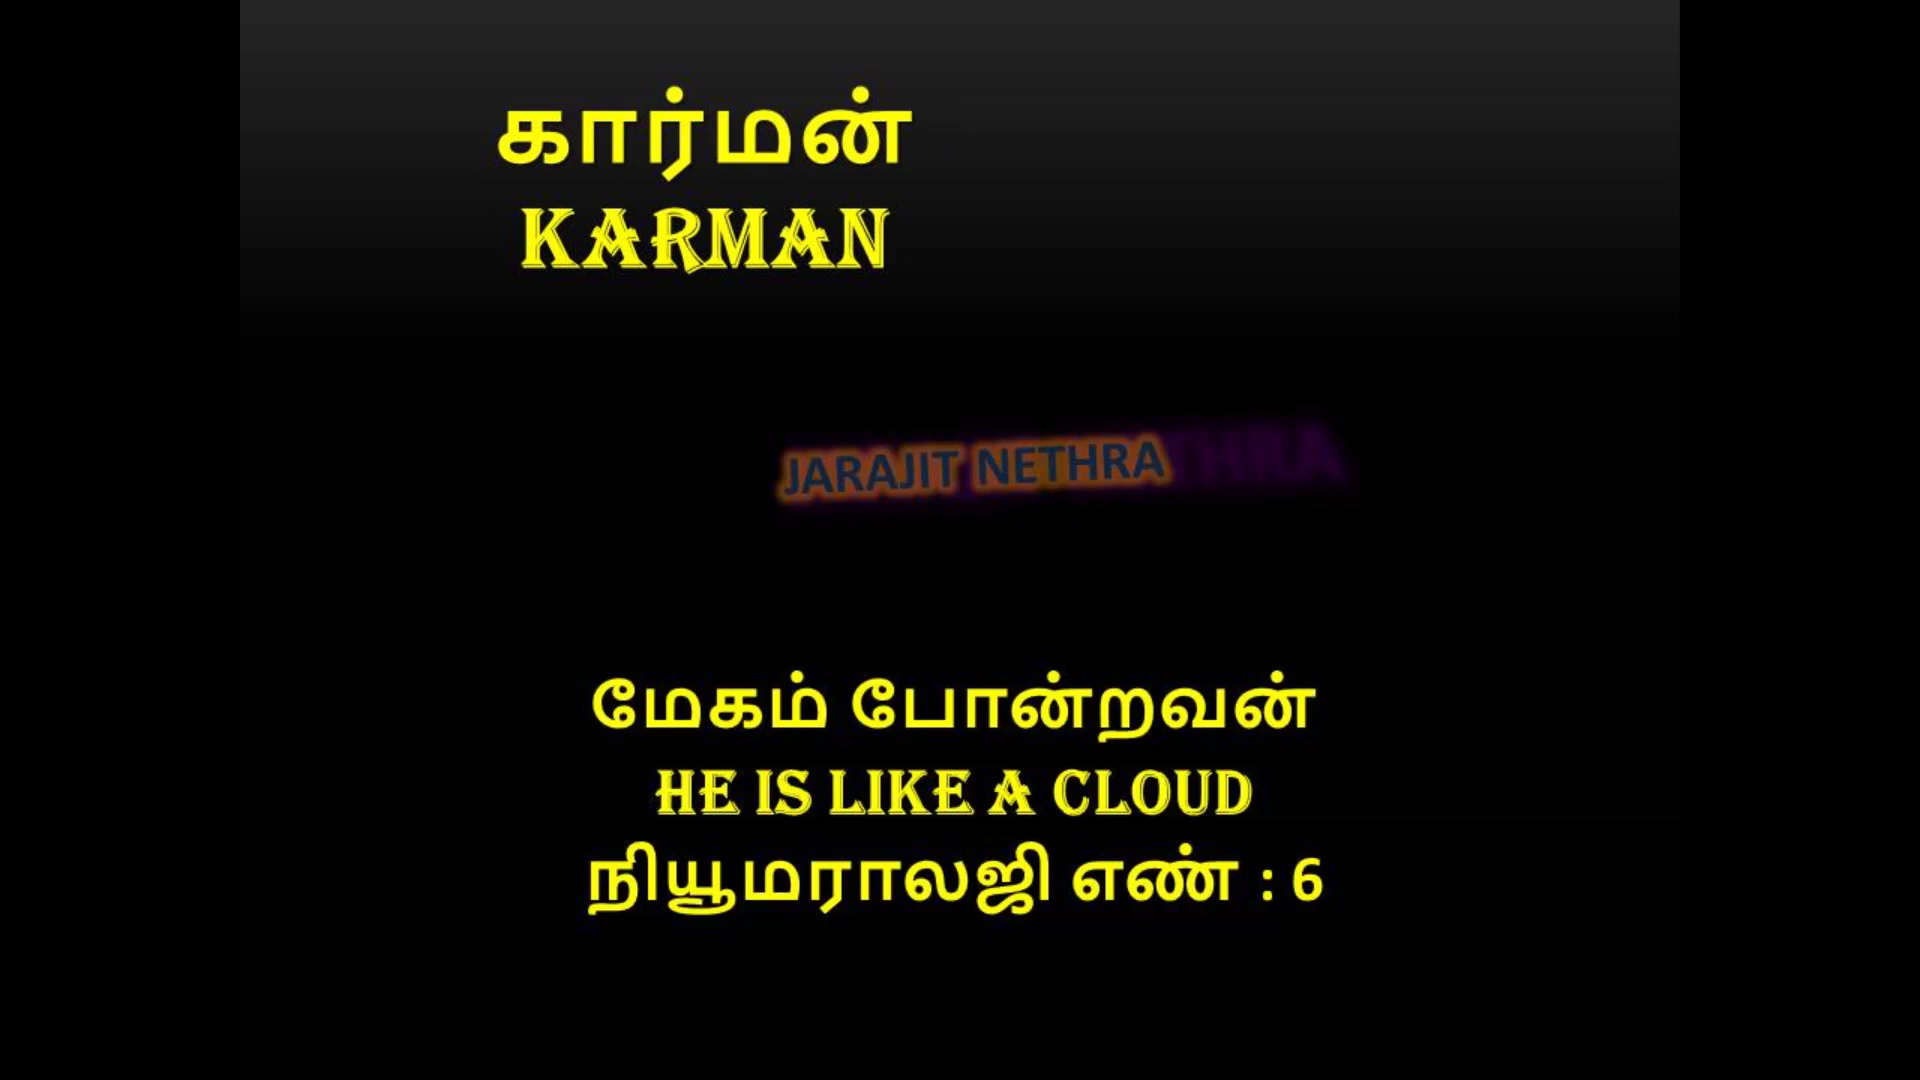 கார்மன்
KARMAN
JARAJIT NETHRA
மேகம் போன்றவன்
HE IS LIKE A CLOUD
நியூமராலஜி எண் : 6